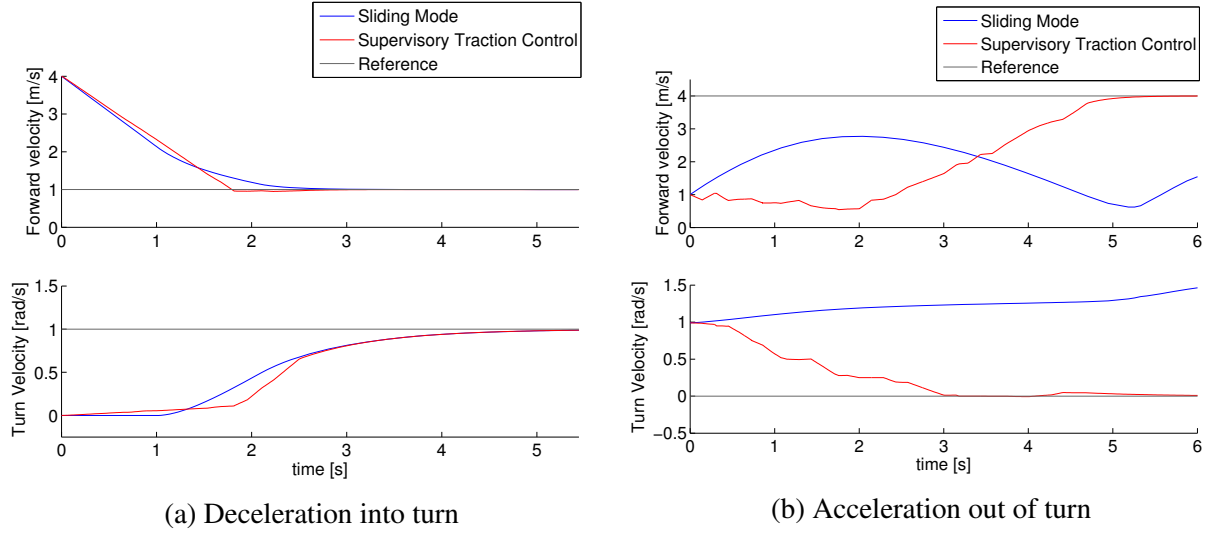 Sliding Mode
Supervisory Traction Control
Reference
Forward velocity [m/s]
4
3
2
1
0
0 1 2 3 4 5
Turn Velocity [rad/s]
1.5
1
0.5
0
0 1 2 3 4 5
time [s]
(a) Deceleration into turn
Sliding Mode
Supervisory Traction Control
Reference
Forward velocity [m/s]
4
3
2
1
0
0 1 2 3 4 5 6
Turn Velocity [rad/s]
1.5
1
0.5
0
−0.5
0 1 2 3 4 5 6
time [s]
(b) Acceleration out of turn